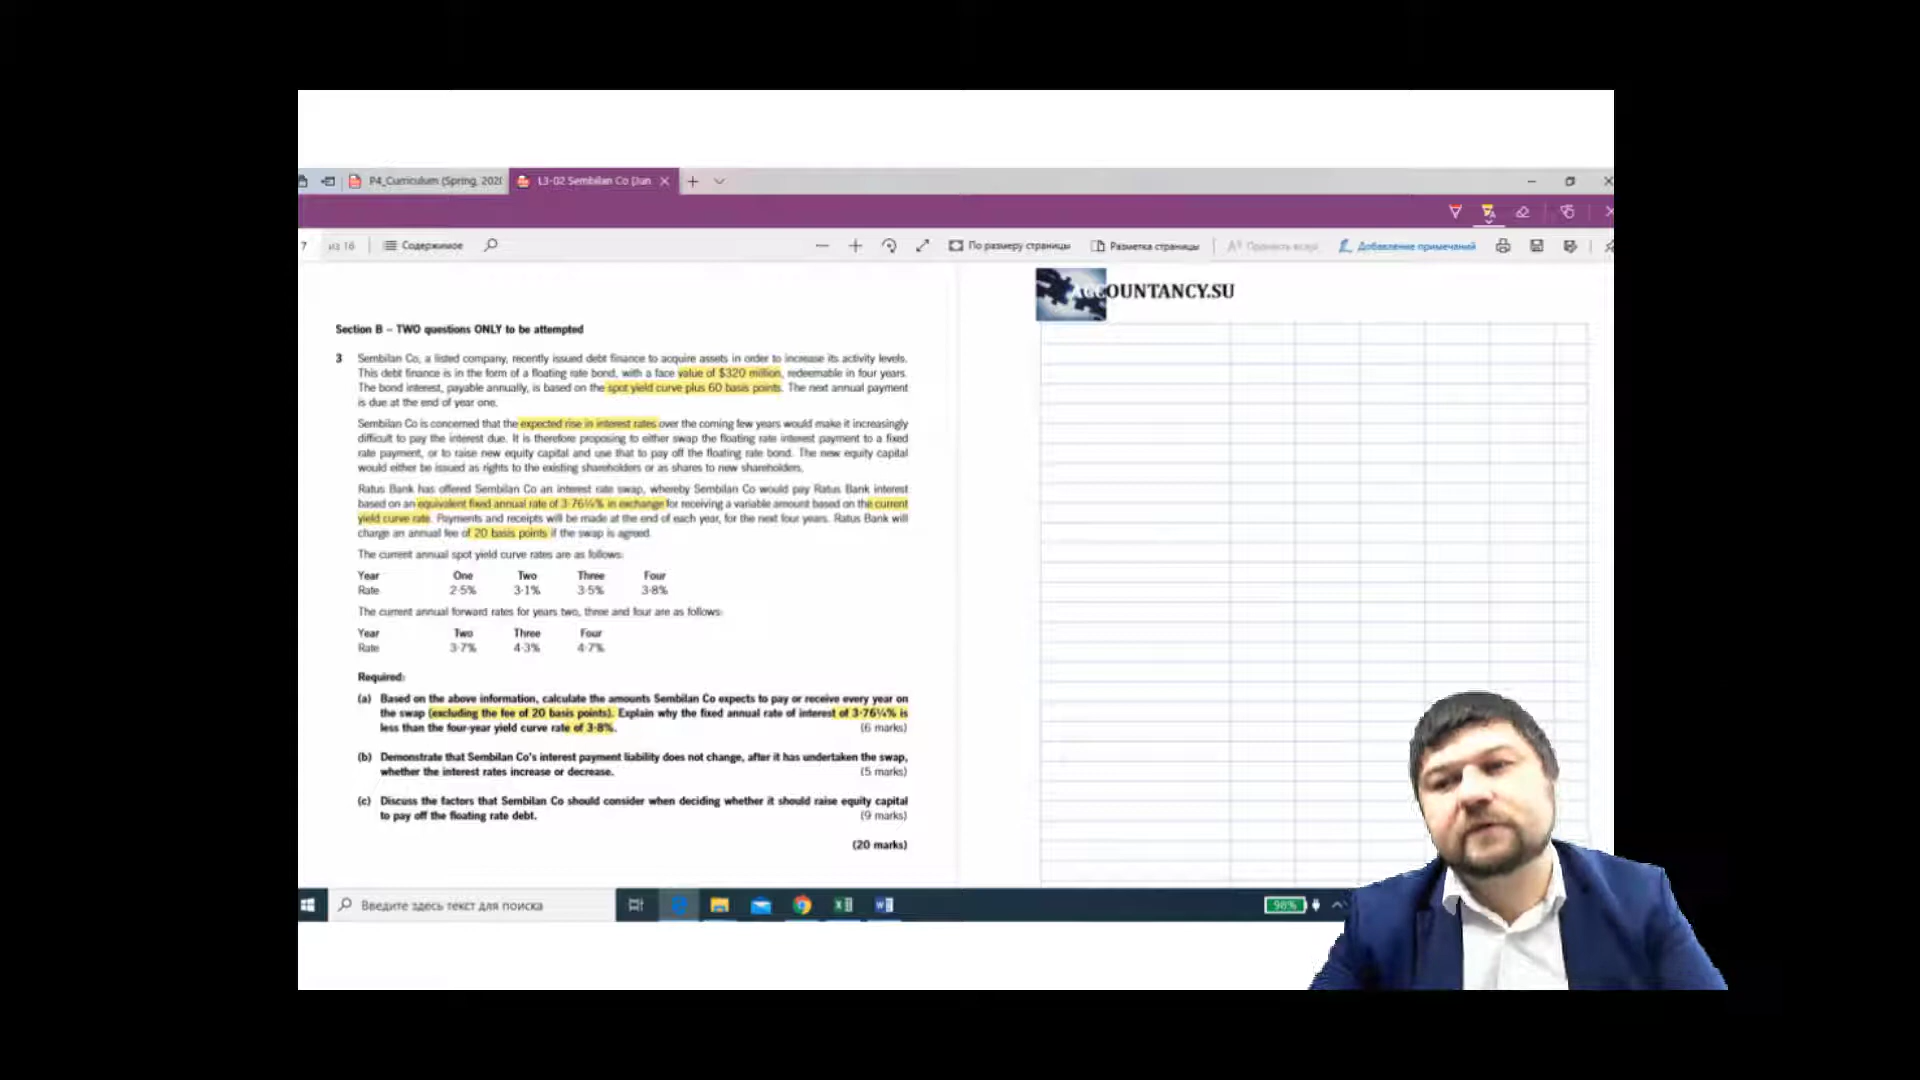 P4_Curriculum (Spring, 202
L3-02 Sembilan Co [Jun
7 из 16
Содержимое
По размеру страницы
Разметка страницы
Добавление примечаний
ACCOUNTANCY.SU
Section B – TWO questions ONLY to be attempted
3 Sembilan Co, a listed company, recently issued debt finance to acquire assets in order to increase its activity levels.
This debt finance is in the form of a floating rate bond, with a face value of $320 million, redeemable in four years.
The bond interest, payable annually, is based on the spot yield curve plus 60 basis points. The next annual payment
is due at the end of year one.
Sembilan Co is concerned that the expected rise in interest rates over the coming few years would make it increasingly
difficult to pay the interest due. It is therefore proposing to either swap the floating rate interest payment to a fixed
rate payment, or to raise new equity capital and use that to pay off the floating rate bond. The new equity capital
would either be issued as rights to the existing shareholders or as shares to new shareholders.
Ratus Bank has offered Sembilan Co an interest rate swap, whereby Sembilan Co would pay Ratus Bank interest
based on an equivalent fixed annual rate of 3·76¼% in exchange for receiving a variable amount based on the current
yield curve rate. Payments and receipts will be made at the end of each year, for the next four years. Ratus Bank will
charge an annual fee of 20 basis points if the swap is agreed.
The current annual spot yield curve rates are as follows:
Year One Two Three Four
Rate 2·5% 3·1% 3·5% 3·8%
The current annual forward rates for years two, three and four are as follows:
Year Two Three Four
Rate 3·7% 4·3% 4·7%
Required:
(a) Based on the above information, calculate the amounts Sembilan Co expects to pay or receive every year on
the swap (excluding the fee of 20 basis points). Explain why the fixed annual rate of interest of 3·76¼% is
less than the four-year yield curve rate of 3·8%. (6 marks)
(b) Demonstrate that Sembilan Co's interest payment liability does not change, after it has undertaken the swap,
whether the interest rates increase or decrease. (5 marks)
(c) Discuss the factors that Sembilan Co should consider when deciding whether it should raise equity capital
to pay off the floating rate debt. (9 marks)
(20 marks)
Введите здесь текст для поиска
98%